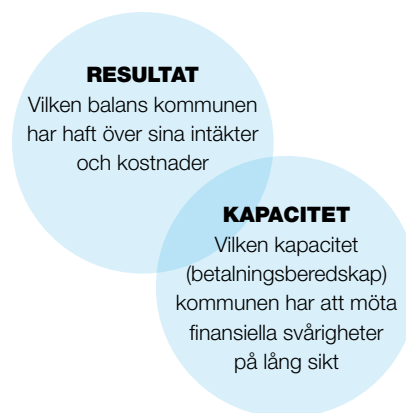 RESULTAT
Vilken balans kommunen
har haft över sina intäkter
och kostnader
KAPACITET
Vilken kapacitet
(betalningsberedskap)
kommunen har att möta
finansiella svårigheter
på lång sikt